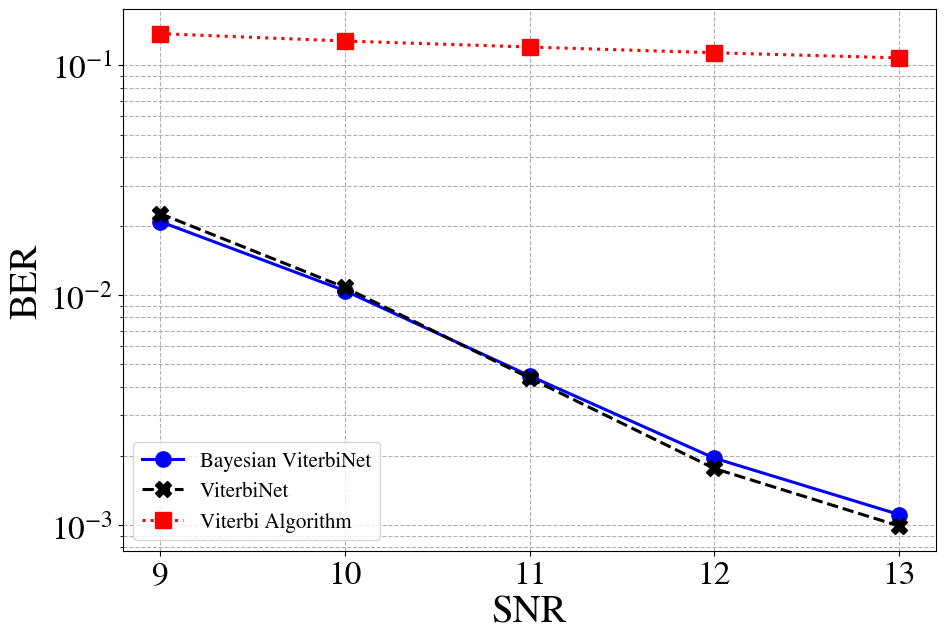 BER
10⁻¹
10⁻²
10⁻³
Bayesian ViterbiNet
ViterbiNet
Viterbi Algorithm
9 10 11 12 13
SNR